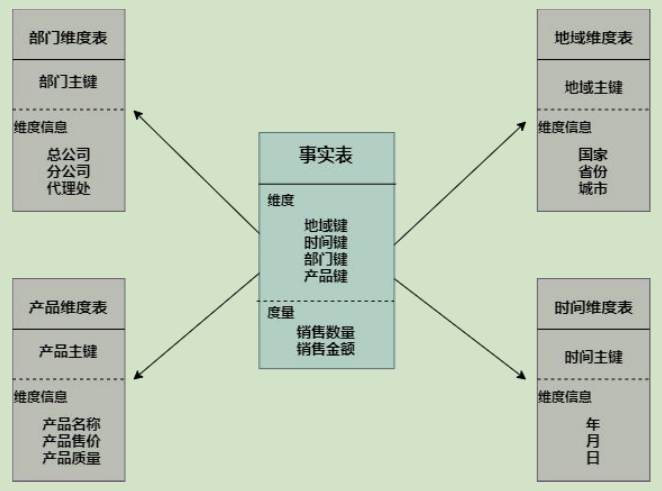 部门维度表
部门主键
维度信息
总公司
分公司
代理处
地域维度表
地域主键
维度信息
国家
省份
城市
事实表
维度
地域键
时间键
部门键
产品键
度量
销售数量
销售金额
产品维度表
产品主键
维度信息
产品名称
产品售价
产品质量
时间维度表
时间主键
维度信息
年
月
日